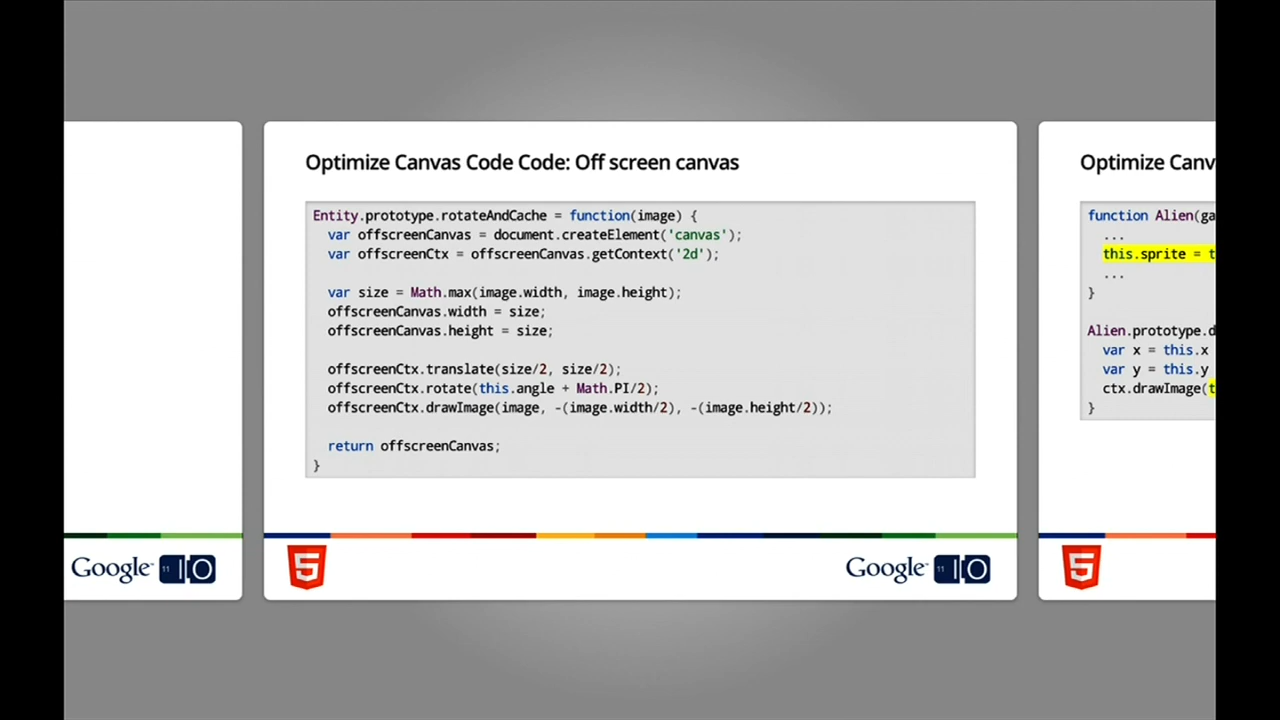 Optimize Canvas Code Code: Off screen canvas
Entity.prototype.rotateAndCache = function(image) {
var offscreenCanvas = document.createElement('canvas');
var offscreenCtx = offscreenCanvas.getContext('2d');
var size = Math.max(image.width, image.height);
offscreenCanvas.width = size;
offscreenCanvas.height = size;
offscreenCtx.translate(size/2, size/2);
offscreenCtx.rotate(this.angle + Math.PI/2);
offscreenCtx.drawImage(image, -(image.width/2), -(image.height/2));
return offscreenCanvas;
}
Optimize Canv
function Alien(ga
...
this.sprite = t
...
}
Alien.prototype.d
var x = this.x
var y = this.y
ctx.drawImage(t
}
Google 11 IO
5
Google 11 IO
5